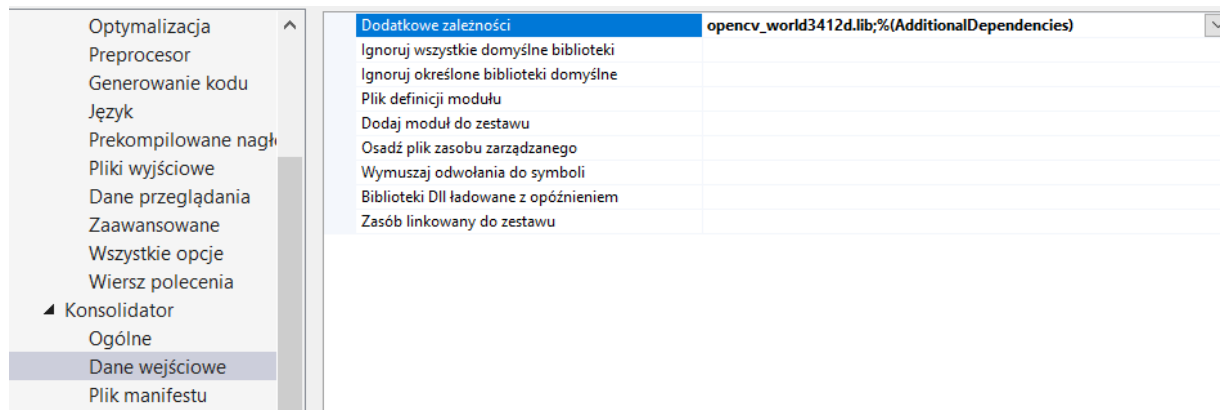 Optymalizacja
Preprocesor
Generowanie kodu
Język
Prekompilowane nagłó
Pliki wyjściowe
Dane przeglądania
Zaawansowane
Wszystkie opcje
Wiersz polecenia
Konsolidator
Ogólne
Dane wejściowe
Plik manifestu
Dodatkowe zależności opencv_world3412d.lib;%(AdditionalDependencies)
Ignoruj wszystkie domyślne biblioteki
Ignoruj określone biblioteki domyślne
Plik definicji modułu
Dodaj moduł do zestawu
Osadź plik zasobu zarządzanego
Wymuszaj odwołania do symboli
Biblioteki Dll ładowane z opóźnieniem
Zasób linkowany do zestawu